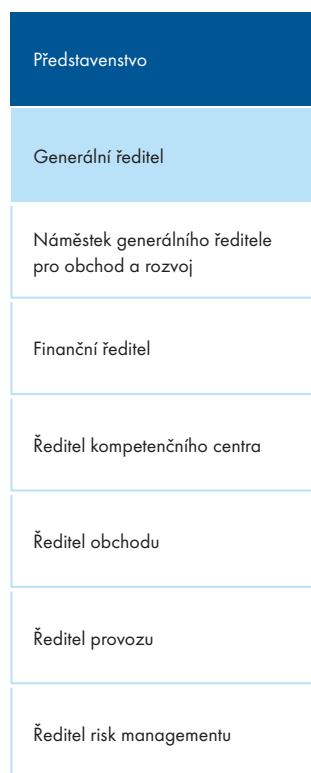 Představenstvo
Generální ředitel
Náměstek generálního ředitele
pro obchod a rozvoj
Finanční ředitel
Ředitel kompetenčního centra
Ředitel obchodu
Ředitel provozu
Ředitel risk managementu